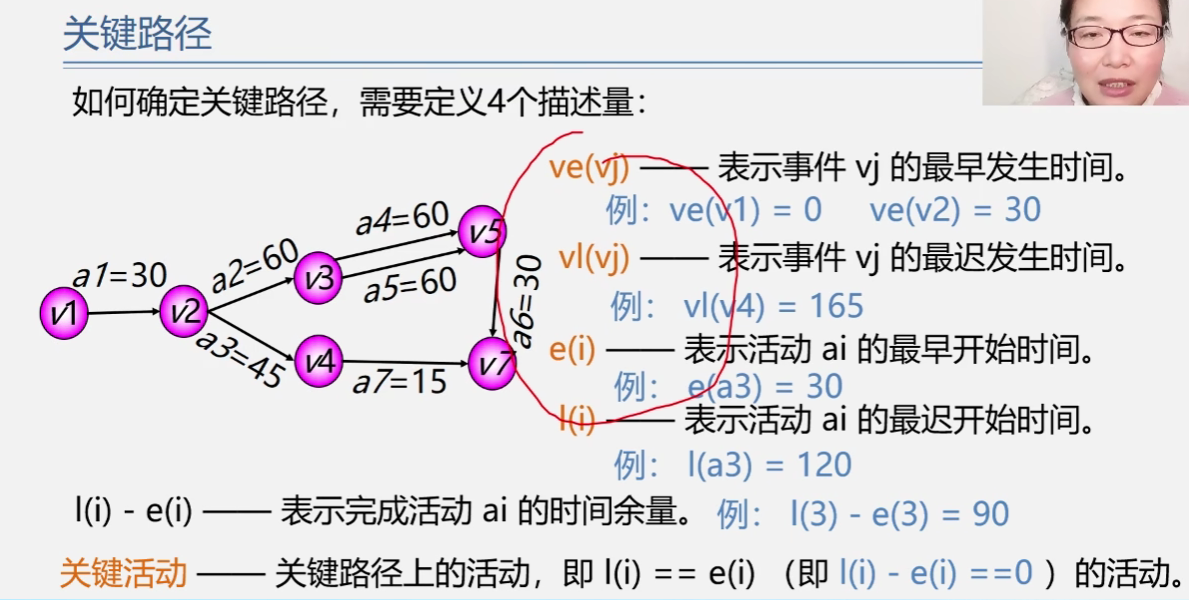 关键路径
如何确定关键路径，需要定义4个描述量：
ve(vj) —— 表示事件 vj 的最早发生时间。
例：ve(v1) = 0 ve(v2) = 30
vl(vj) —— 表示事件 vj 的最迟发生时间。
例： vl(v4) = 165
e(i) —— 表示活动 ai 的最早开始时间。
例： e(a3) = 30
l(i) —— 表示活动 ai 的最迟开始时间。
例： l(a3) = 120
a1=30
a2=60
a3=45
a4=60
a5=60
a6=30
a7=15
v1
v2
v3
v4
v5
v7
l(i) - e(i) —— 表示完成活动 ai 的时间余量。 例： l(3) - e(3) = 90
关键活动 —— 关键路径上的活动，即 l(i) == e(i) （即 l(i) - e(i) ==0 ）的活动。